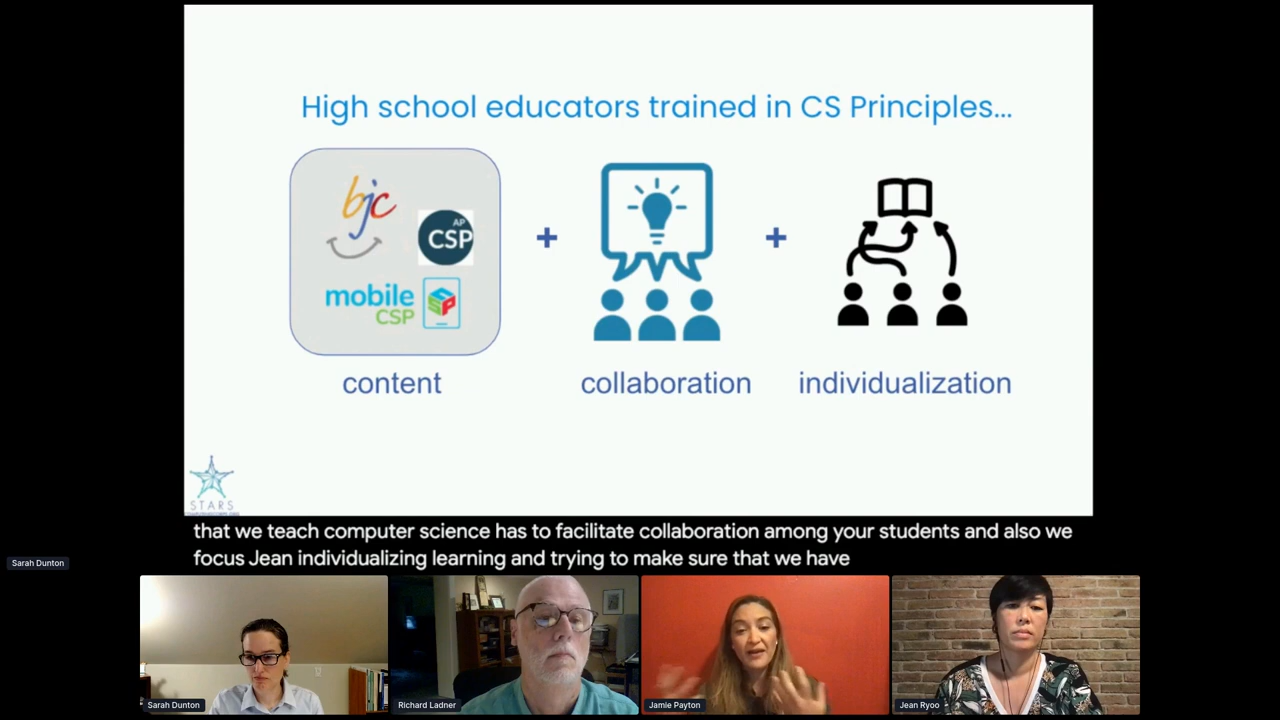 High school educators trained in CS Principles...
bjc
AP
CSP
mobile
CSP
content
+
collaboration
+
individualization
STARS
that we teach computer science has to facilitate collaboration among your students and also we
focus Jean individualizing learning and trying to make sure that we have
Sarah Dunton
Sarah Dunton
Richard Ladner
Jamie Payton
Jean Ryoo